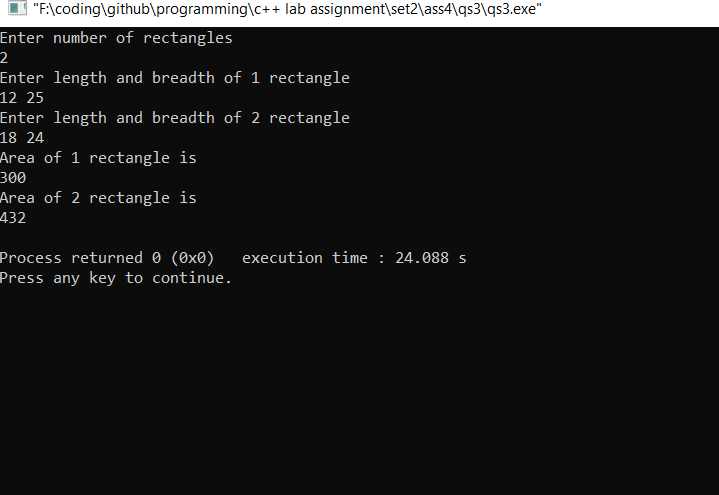 "F:\coding\github\programming\c++ lab assignment\set2\ass4\qs3\qs3.exe"
Enter number of rectangles
2
Enter length and breadth of 1 rectangle
12 25
Enter length and breadth of 2 rectangle
18 24
Area of 1 rectangle is
300
Area of 2 rectangle is
432
Process returned 0 (0x0)   execution time : 24.088 s
Press any key to continue.